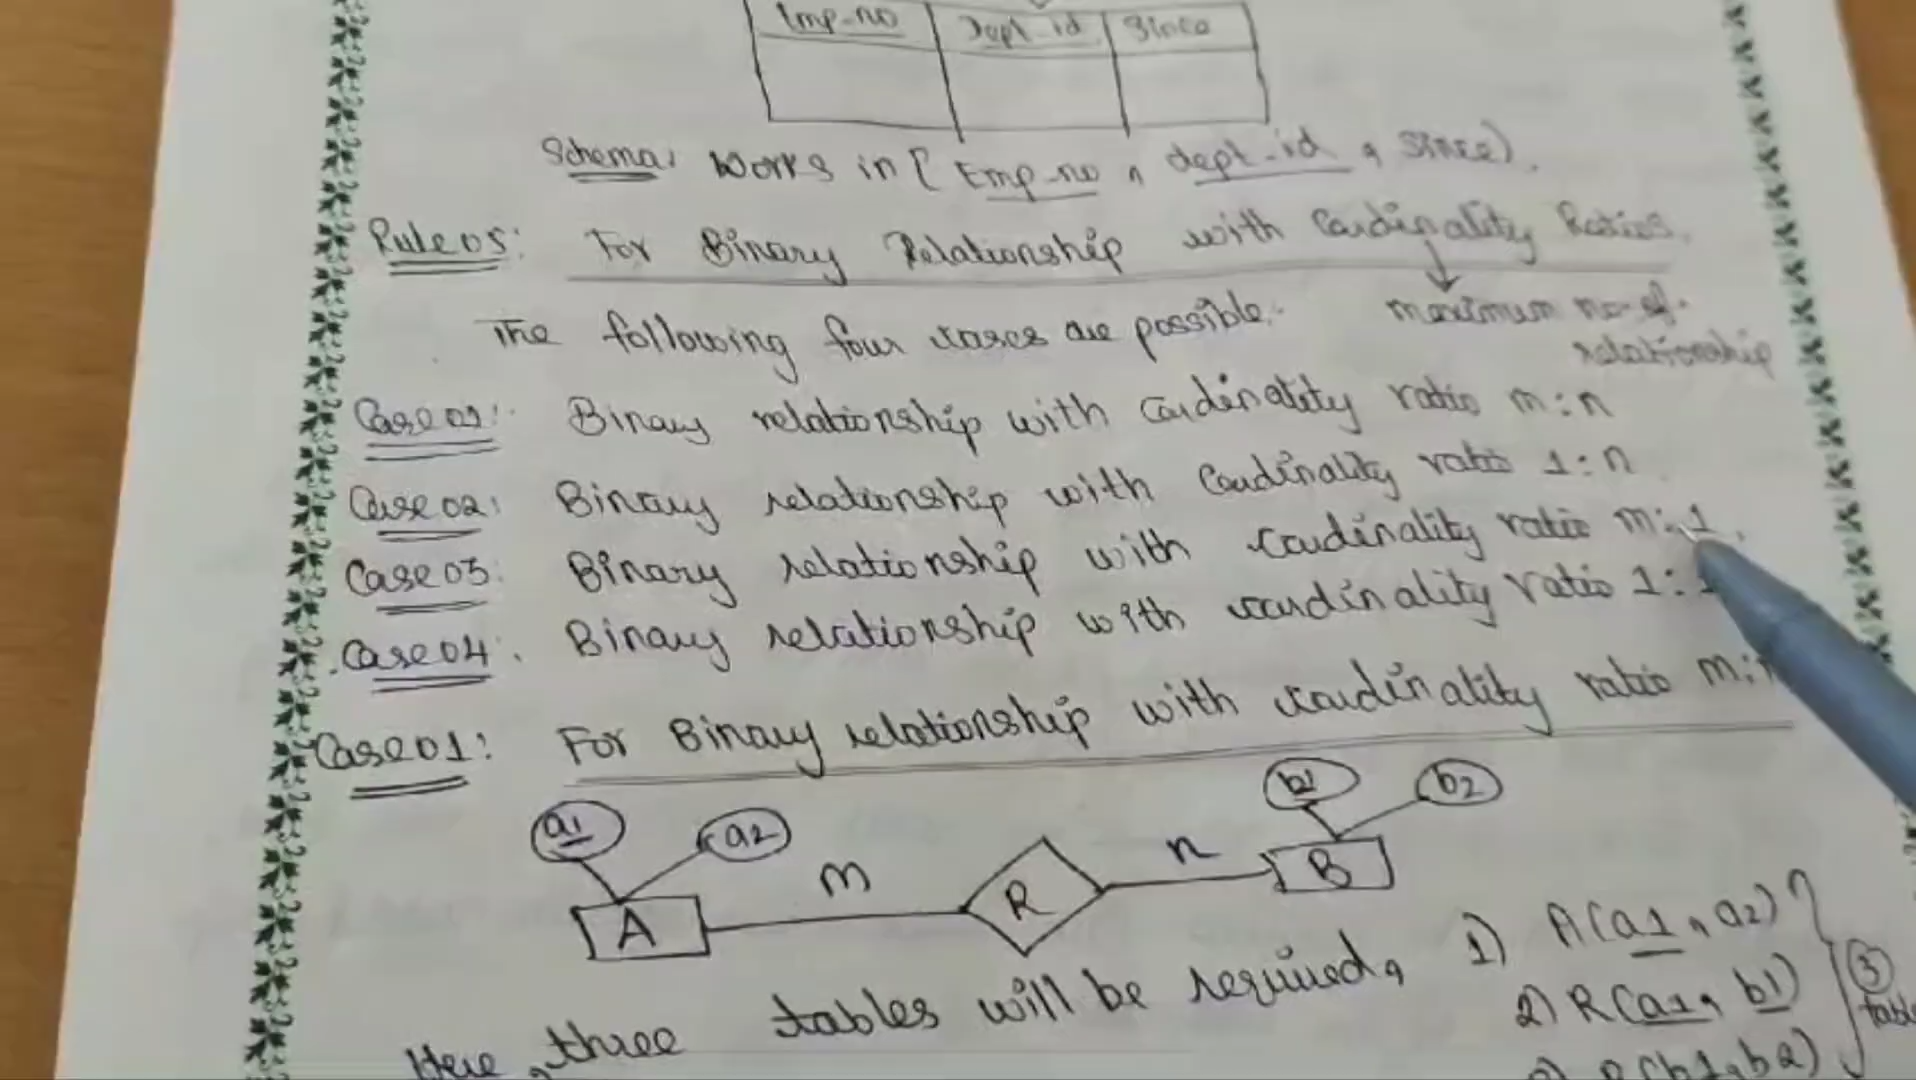 Emp-no Dept-id Since
Schema: Works in [Emp-no, dept-id, Since).
Rule 05: For Binary Relationship with Cardinality Ratios.
The following four cases are possible.
maximum no. of.
relationship
Case 01: Binary relationship with Cardinality ratio m:n
Case 02: Binary relationship with Cardinality ratio 1:n
Case 03: Binary relationship with cardinality ratio m:1.
Case 04: Binary relationship with cardinality ratio 1:
Case 01: For Binary relationship with cardinality ratio m:
a1 a2 b1 b2
A m R n B
Here, three tables will be required, 1) A(a1, a2)
2) R(a1, b1)
B(b1, b2)
3